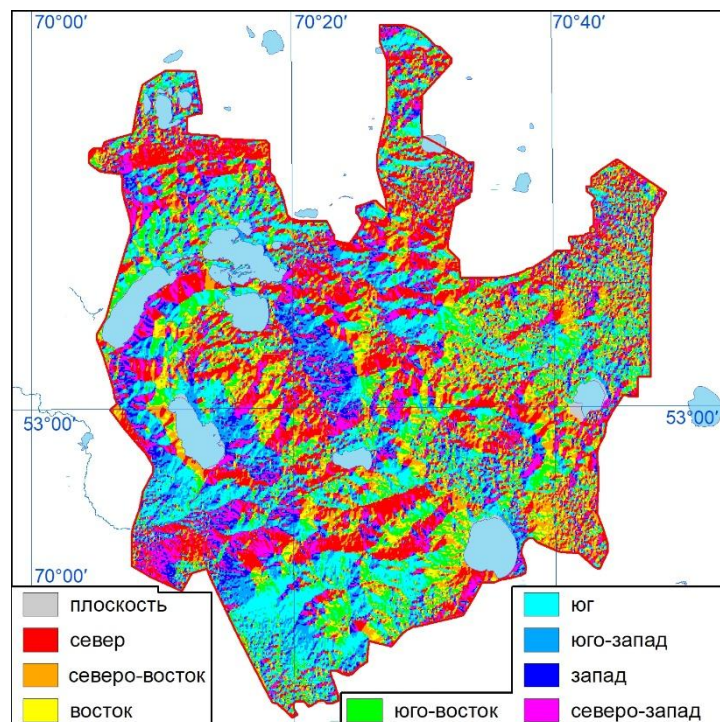 70°00′ 70°20′ 70°40′
53°00′ 53°00′
70°00′
плоскость
север
северо-восток
восток
юго-восток
юг
юго-запад
запад
северо-запад